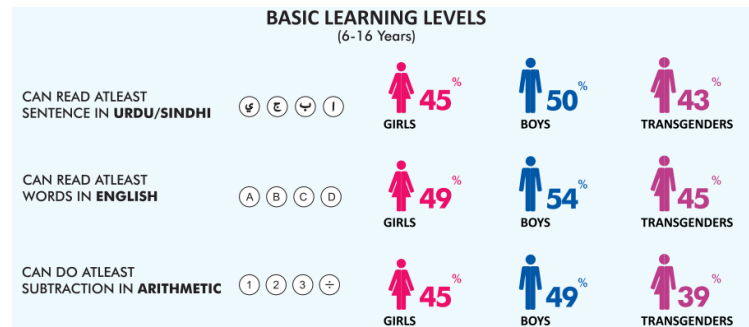 BASIC LEARNING LEVELS
(6-16 Years)
CAN READ ATLEAST
SENTENCE IN URDU/SINDHI
ي ج ب ا
45%
GIRLS
50%
BOYS
43%
TRANSGENDERS
CAN READ ATLEAST
WORDS IN ENGLISH
A B C D
49%
GIRLS
54%
BOYS
45%
TRANSGENDERS
CAN DO ATLEAST
SUBTRACTION IN ARITHMETIC
1 2 3 ÷
45%
GIRLS
49%
BOYS
39%
TRANSGENDERS